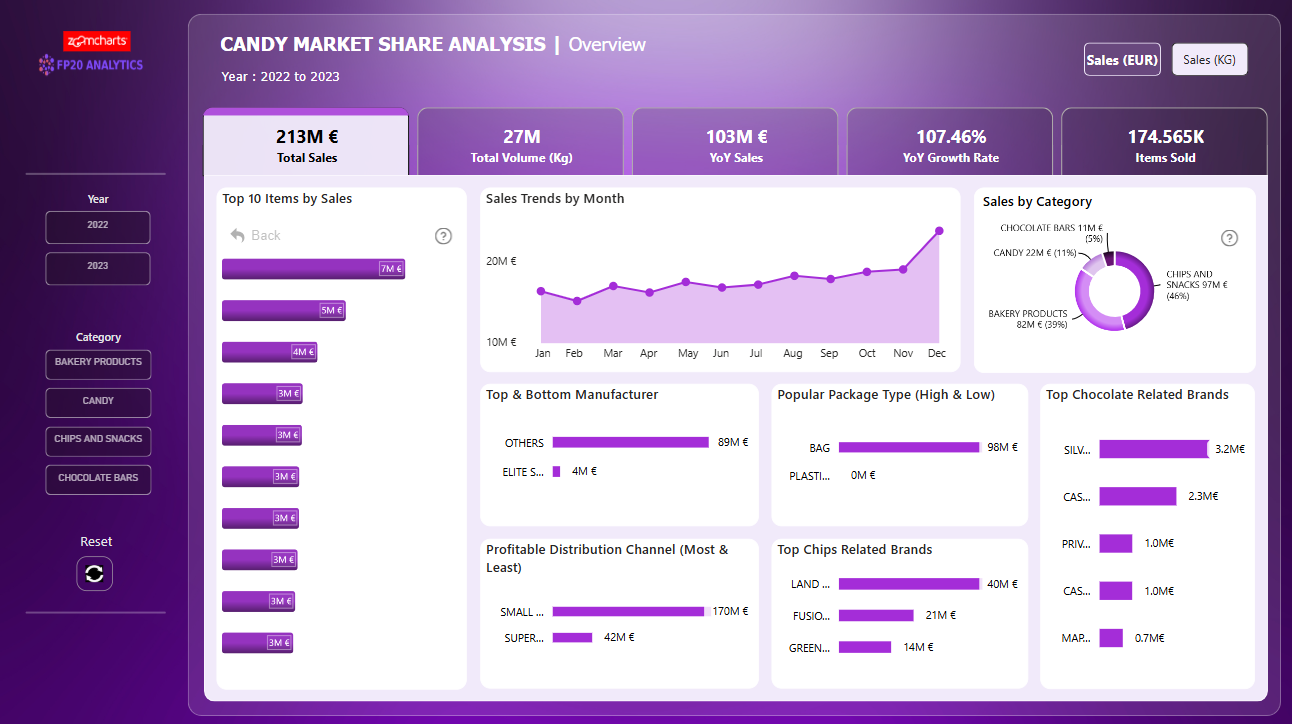 zoomcharts
FP20 ANALYTICS
CANDY MARKET SHARE ANALYSIS | Overview
Year : 2022 to 2023
Sales (EUR)
Sales (KG)
213M €
Total Sales
27M
Total Volume (Kg)
103M €
YoY Sales
107.46%
YoY Growth Rate
174.565K
Items Sold
Year
2022
2023
Category
BAKERY PRODUCTS
CANDY
CHIPS AND SNACKS
CHOCOLATE BARS
Reset
Top 10 Items by Sales
Back
?
7M €
5M €
4M €
3M €
3M €
3M €
3M €
3M €
3M €
3M €
Sales Trends by Month
20M €
10M €
Jan Feb Mar Apr May Jun Jul Aug Sep Oct Nov Dec
Sales by Category
?
CHOCOLATE BARS 11M €
(5%)
CANDY 22M € (11%)
CHIPS AND
SNACKS 97M €
(46%)
BAKERY PRODUCTS
82M € (39%)
Top & Bottom Manufacturer
OTHERS 89M €
ELITE S... 4M €
Popular Package Type (High & Low)
BAG 98M €
PLASTI... 0M €
Top Chocolate Related Brands
SILV... 3.2M€
CAS... 2.3M€
PRIV... 1.0M€
CAS... 1.0M€
MAP... 0.7M€
Profitable Distribution Channel (Most &
Least)
SMALL ... 170M €
SUPER... 42M €
Top Chips Related Brands
LAND ... 40M €
FUSIO... 21M €
GREEN... 14M €